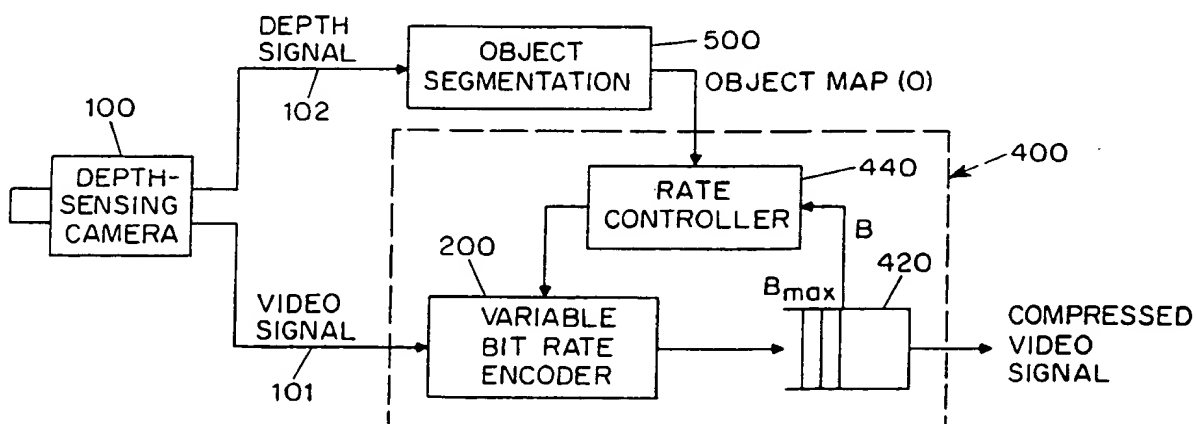 DEPTH
SIGNAL
102
OBJECT
SEGMENTATION
500
OBJECT MAP (O)
100
DEPTH-
SENSING
CAMERA
400
440
RATE
CONTROLLER
B
420
Bmax
200
VIDEO
SIGNAL
101
VARIABLE
BIT RATE
ENCODER
COMPRESSED
VIDEO
SIGNAL